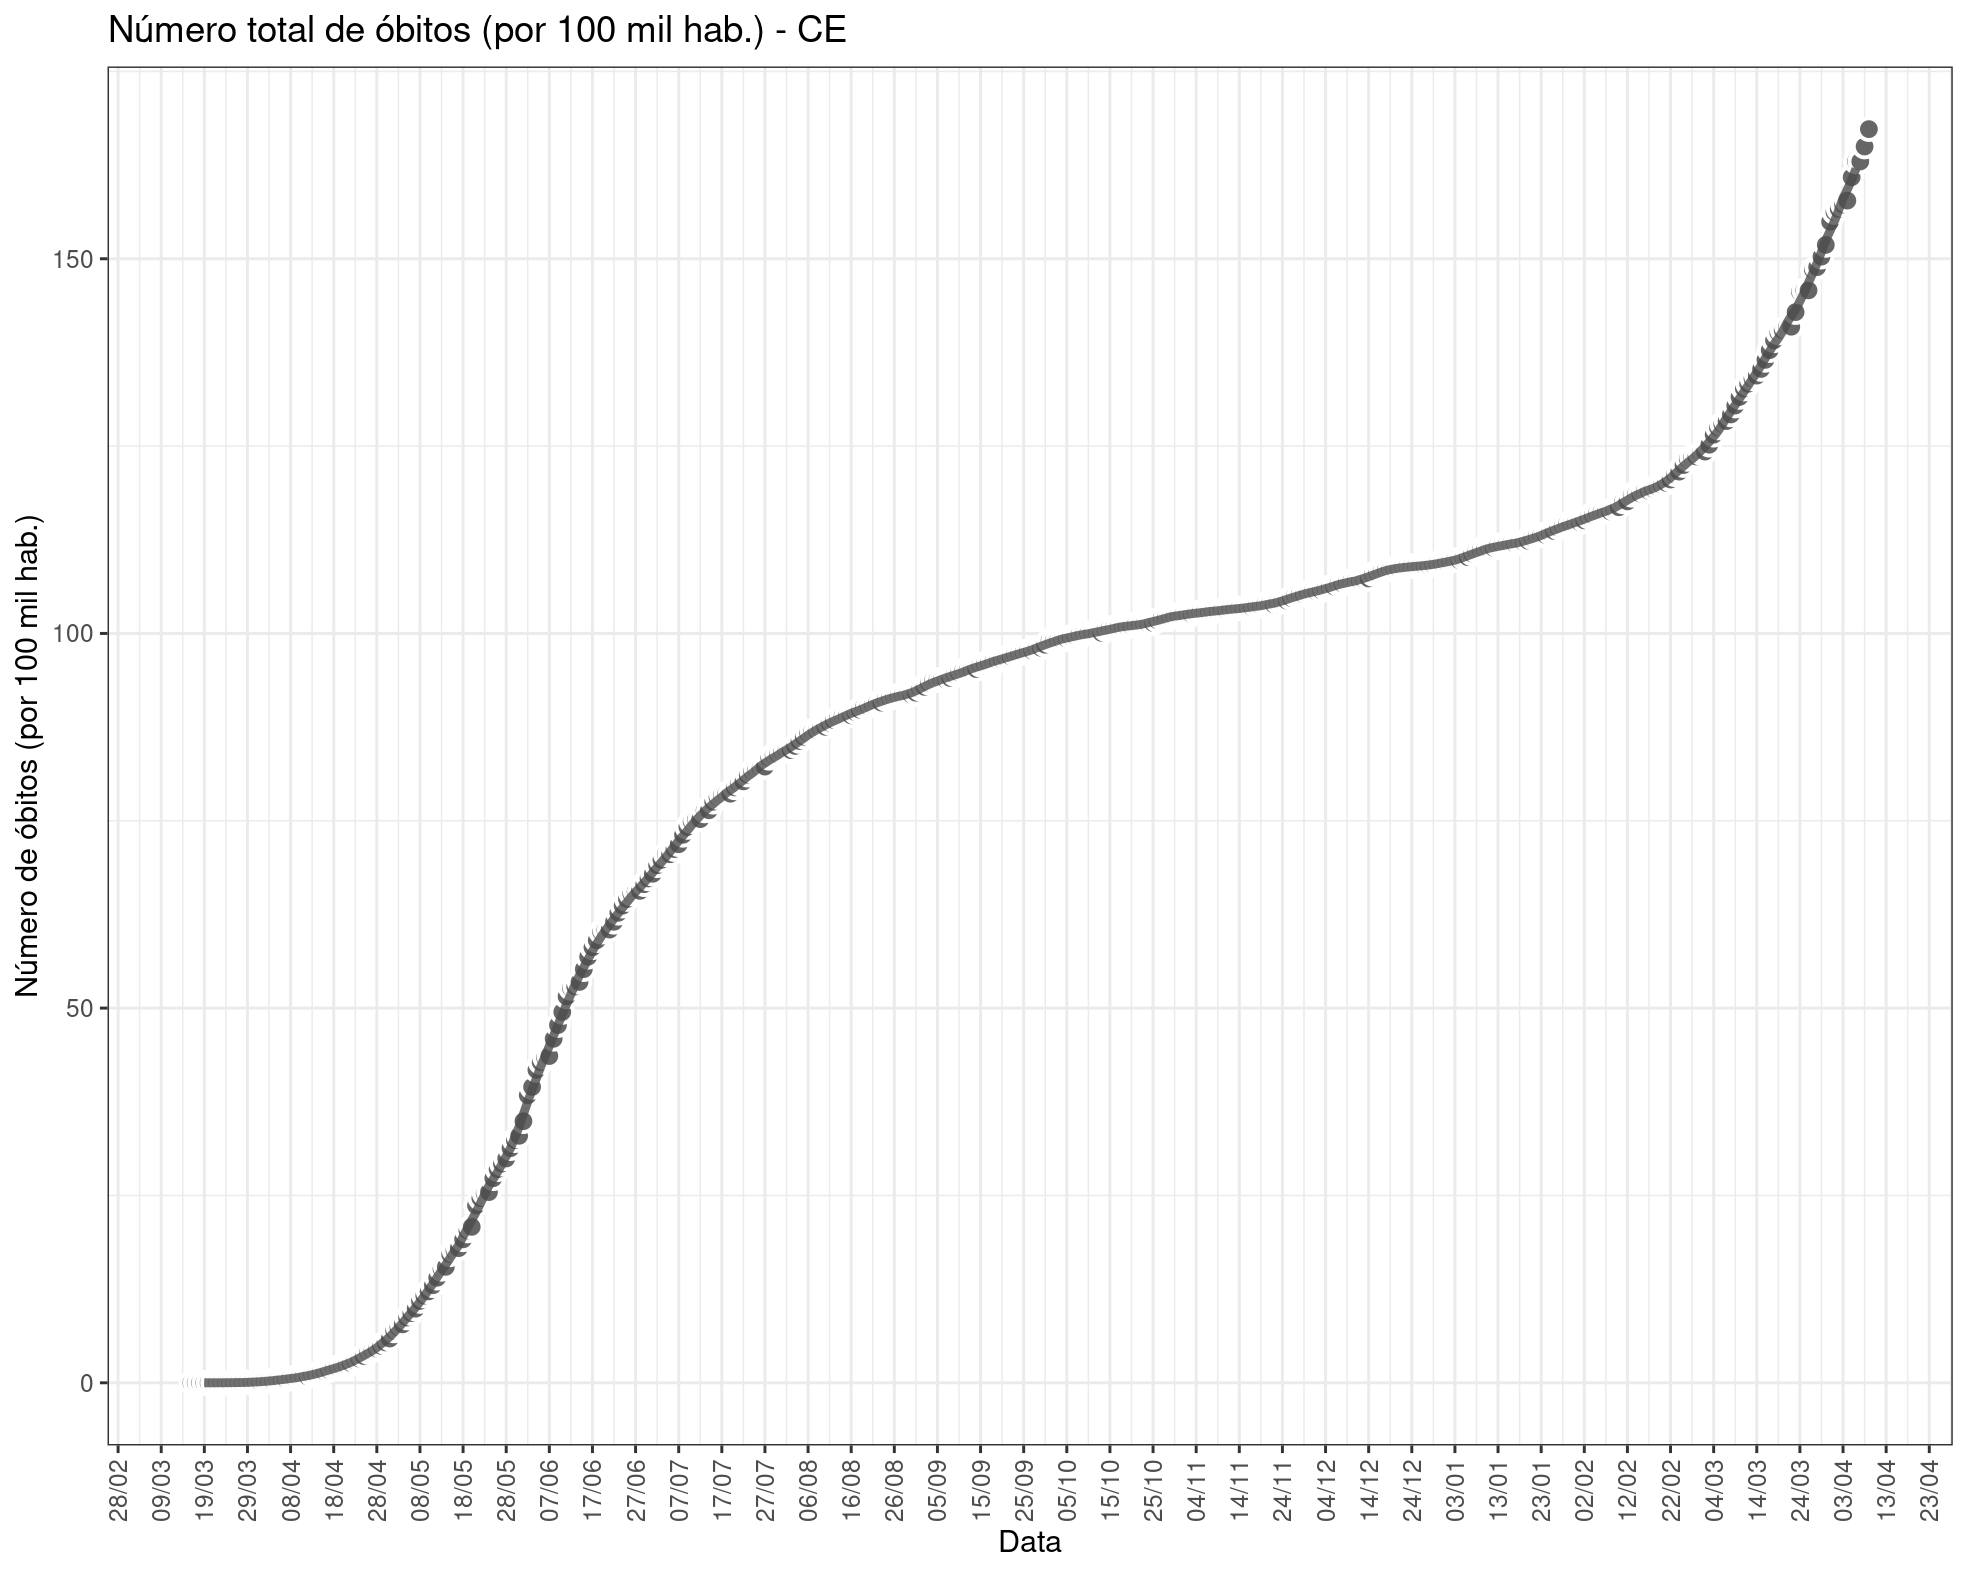 Número total de óbitos (por 100 mil hab.) - CE
Número de óbitos (por 100 mil hab.)
150
100
50
0
28/02 09/03 19/03 29/03 08/04 18/04 28/04 08/05 18/05 28/05 07/06 17/06 27/06 07/07 17/07 27/07 06/08 16/08 26/08 05/09 15/09 25/09 05/10 15/10 25/10 04/11 14/11 24/11 04/12 14/12 24/12 03/01 13/01 23/01 02/02 12/02 22/02 04/03 14/03 24/03 03/04 13/04 23/04
Data